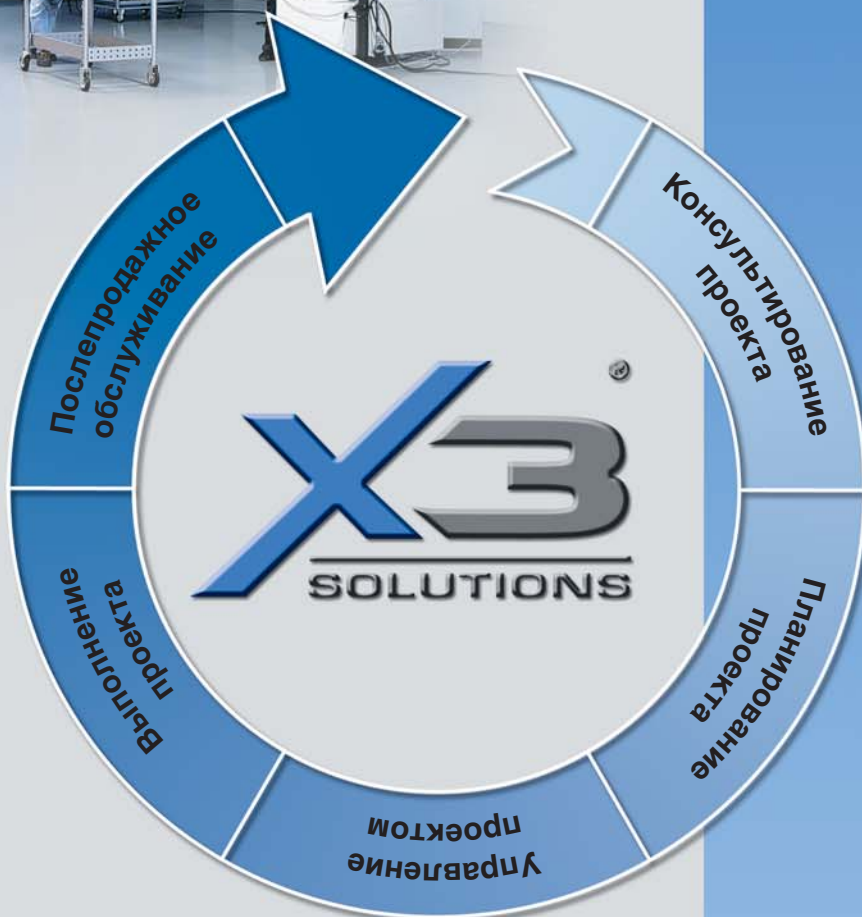 Консультирование
проекта
Планирование
проекта
Управление
проектом
Выполнение
проекта
Послепродажное
обслуживание
X3
SOLUTIONS
®